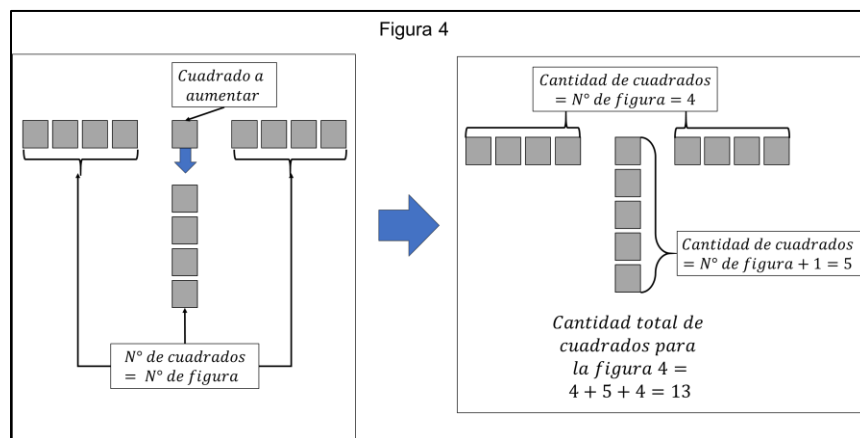 Figura 4
Cuadrado a
aumentar
N° de cuadrados
= N° de figura
Cantidad de cuadrados
= N° de figura = 4
Cantidad de cuadrados
= N° de figura + 1 = 5
Cantidad total de
cuadrados para
la figura 4 =
4 + 5 + 4 = 13